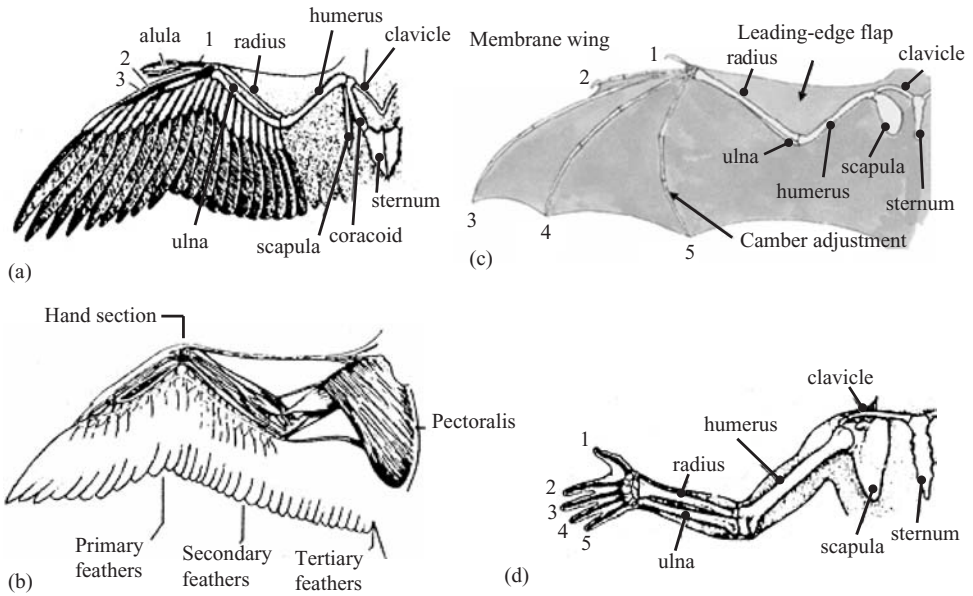 alula
1
radius
humerus
clavicle
2
3
ulna
scapula
coracoid
sternum
(a)
Membrane wing
Leading-edge flap
1
radius
clavicle
2
ulna
humerus
scapula
sternum
3
4
5
Camber adjustment
(c)
Hand section
Pectoralis
Primary
feathers
Secondary
feathers
Tertiary
feathers
(b)
clavicle
humerus
1
radius
2
3
4
5
ulna
scapula
sternum
(d)